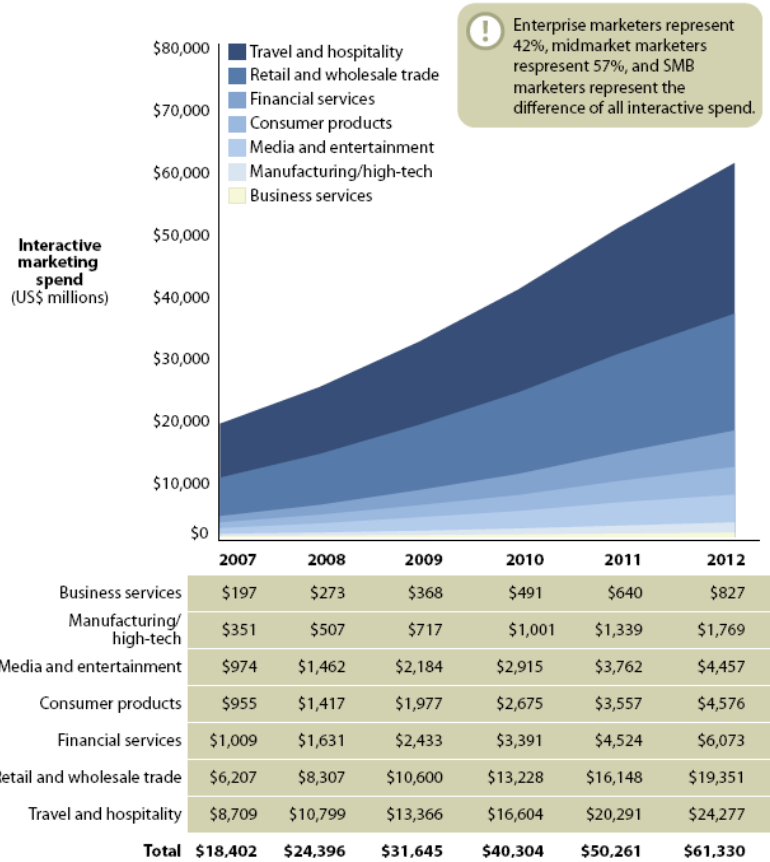 Enterprise marketers represent
42%, midmarket marketers
respresent 57%, and SMB
marketers represent the
difference of all interactive spend.
$80,000
$70,000
$60,000
$50,000
$40,000
$30,000
$20,000
$10,000
$0
Travel and hospitality
Retail and wholesale trade
Financial services
Consumer products
Media and entertainment
Manufacturing/high-tech
Business services
Interactive
marketing
spend
(US$ millions)
2007 2008 2009 2010 2011 2012
Business services $197 $273 $368 $491 $640 $827
Manufacturing/
high-tech $351 $507 $717 $1,001 $1,339 $1,769
Media and entertainment $974 $1,462 $2,184 $2,915 $3,762 $4,457
Consumer products $955 $1,417 $1,977 $2,675 $3,557 $4,576
Financial services $1,009 $1,631 $2,433 $3,391 $4,524 $6,073
etail and wholesale trade $6,207 $8,307 $10,600 $13,228 $16,148 $19,351
Travel and hospitality $8,709 $10,799 $13,366 $16,604 $20,291 $24,277
Total $18,402 $24,396 $31,645 $40,304 $50,261 $61,330